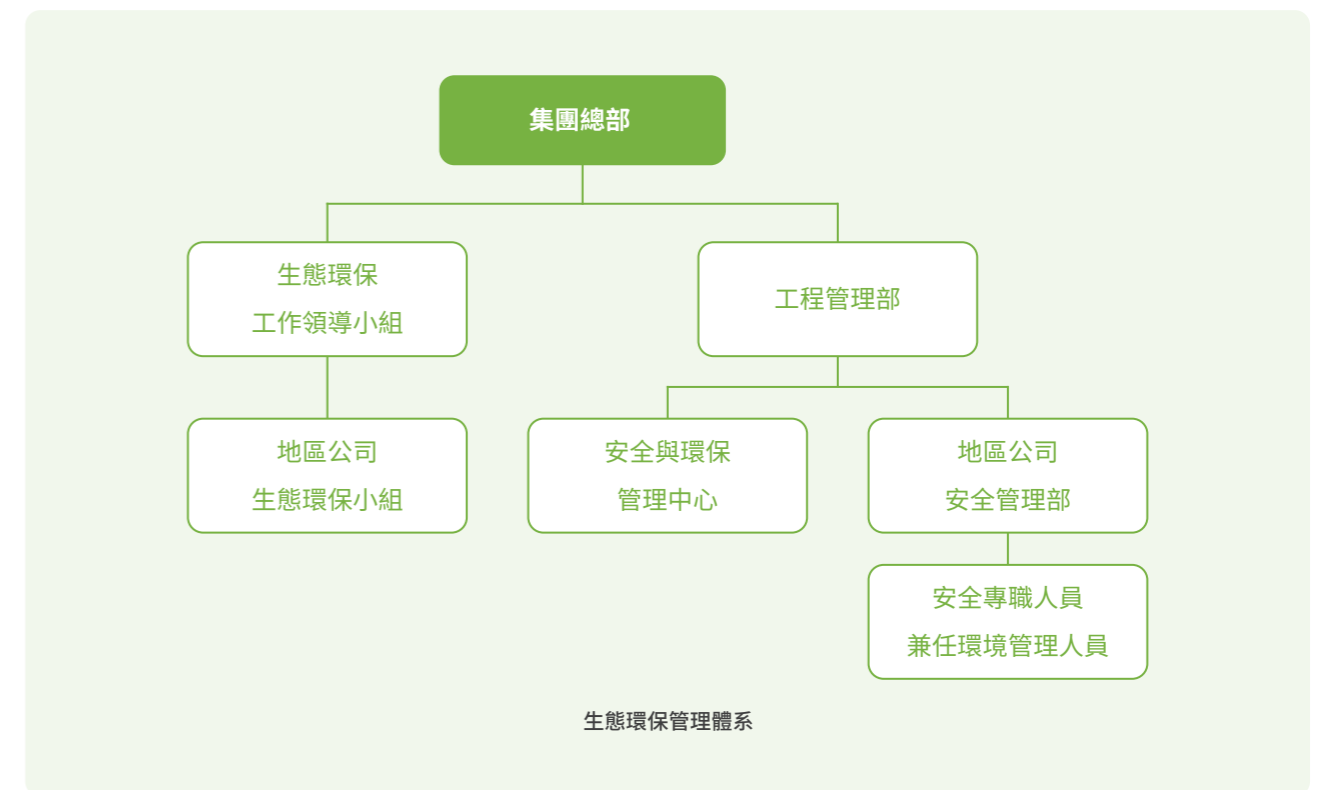 集團總部
生態環保
工作領導小組
工程管理部
地區公司
生態環保小組
安全與環保
管理中心
地區公司
安全管理部
安全專職人員
兼任環境管理人員
生態環保管理體系